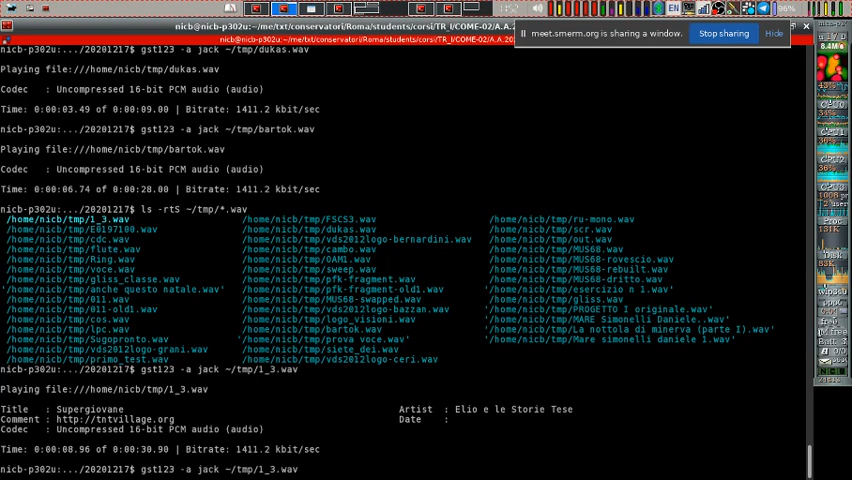 nicb@nicb-p302u:~/me/txt/conservatori/Roma/students/corsi/TR_I/COME-02/A.A.202
EN
96%
meet.smerm.org is sharing a window.
Stop sharing
Hide
nicb-p302u:.../20201217$ gst123 -a jack ~/tmp/dukas.wav
Playing file:///home/nicb/tmp/dukas.wav
Codec : Uncompressed 16-bit PCM audio (audio)
Time: 0:00:03.49 of 0:00:09.00 | Bitrate: 1411.2 kbit/sec
nicb-p302u:.../20201217$ gst123 -a jack ~/tmp/bartok.wav
Playing file:///home/nicb/tmp/bartok.wav
Codec : Uncompressed 16-bit PCM audio (audio)
Time: 0:00:06.74 of 0:00:28.00 | Bitrate: 1411.2 kbit/sec
nicb-p302u:.../20201217$ ls -rtS ~/tmp/*.wav
/home/nicb/tmp/1_3.wav /home/nicb/tmp/FSCS3.wav /home/nicb/tmp/ru-mono.wav
/home/nicb/tmp/E0197100.wav /home/nicb/tmp/dukas.wav /home/nicb/tmp/scr.wav
/home/nicb/tmp/cdc.wav /home/nicb/tmp/vds2012logo-bernardini.wav /home/nicb/tmp/out.wav
/home/nicb/tmp/flute.wav /home/nicb/tmp/cambo.wav /home/nicb/tmp/MUS68.wav
/home/nicb/tmp/Ring.wav /home/nicb/tmp/OAM1.wav /home/nicb/tmp/MUS68-rovescio.wav
/home/nicb/tmp/voce.wav /home/nicb/tmp/sweep.wav /home/nicb/tmp/MUS68-rebuilt.wav
/home/nicb/tmp/gliss_classe.wav /home/nicb/tmp/pfk-fragment.wav /home/nicb/tmp/MUS68-dritto.wav
'/home/nicb/tmp/anche questo natale.wav' /home/nicb/tmp/pfk-fragment-old1.wav '/home/nicb/tmp/esercizio n 1.wav'
/home/nicb/tmp/011.wav /home/nicb/tmp/MUS68-swapped.wav /home/nicb/tmp/gliss.wav
/home/nicb/tmp/011-old1.wav /home/nicb/tmp/vds2012logo-bazzan.wav '/home/nicb/tmp/PROGETTO I originale.wav'
/home/nicb/tmp/cos.wav /home/nicb/tmp/logo_visioni.wav '/home/nicb/tmp/MARE Simonelli Daniele..wav'
/home/nicb/tmp/lpc.wav /home/nicb/tmp/bartok.wav '/home/nicb/tmp/La nottola di minerva (parte I).wav'
/home/nicb/tmp/Sugopronto.wav '/home/nicb/tmp/prova voce.wav' '/home/nicb/tmp/Mare simonelli daniele 1.wav'
/home/nicb/tmp/vds2012logo-grani.wav /home/nicb/tmp/siete_dei.wav
/home/nicb/tmp/primo_test.wav /home/nicb/tmp/vds2012logo-ceri.wav
nicb-p302u:.../20201217$ gst123 -a jack ~/tmp/1_3.wav
Playing file:///home/nicb/tmp/1_3.wav
Title : Supergiovane Artist : Elio e le Storie Tese
Comment : http://tntvillage.org Date :
Codec : Uncompressed 16-bit PCM audio (audio)
Time: 0:00:08.96 of 0:00:30.90 | Bitrate: 1411.2 kbit/sec
nicb-p302u:.../20201217$ gst123 -a jack ~/tmp/1_3.wav
8.4M/s
CPU0
CPU1
CPU2
Proc
131K
Disk
83K